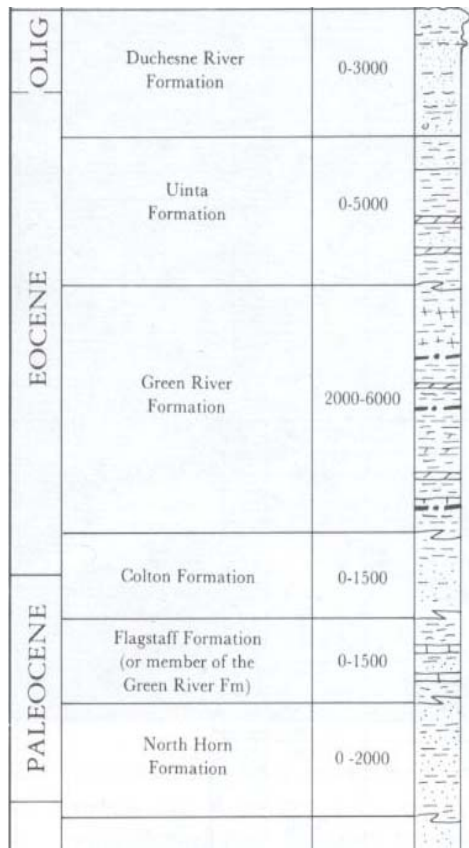 OLIG
Duchesne River
Formation
0-3000
Uinta
Formation
0-5000
EOCENE
Green River
Formation
2000-6000
Colton Formation
0-1500
PALEOCENE
Flagstaff Formation
(or member of the
Green River Fm)
0-1500
North Horn
Formation
0 -2000